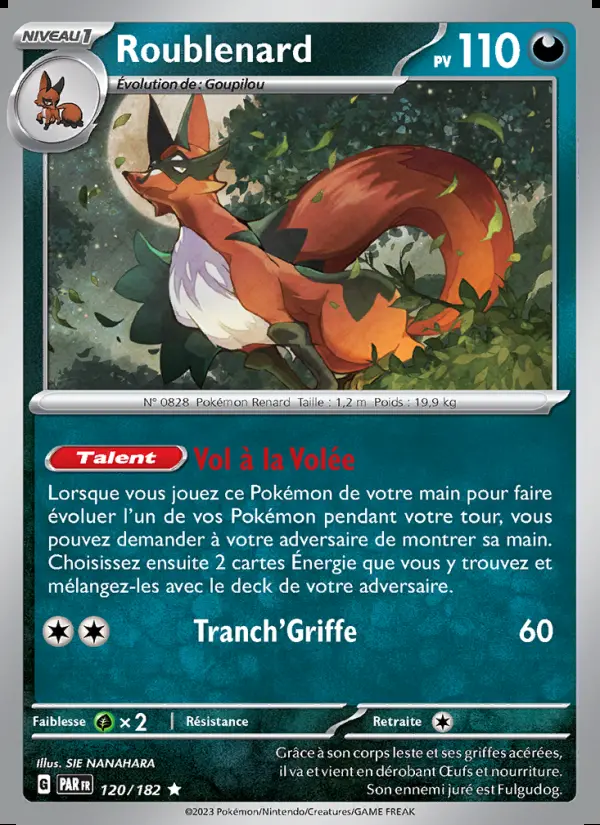 NIVEAU 1
Roublenard
PV 110
Évolution de : Goupilou
N° 0828 Pokémon Renard Taille : 1,2 m Poids : 19,9 kg
Talent Vol à la Volée
Lorsque vous jouez ce Pokémon de votre main pour faire
évoluer l'un de vos Pokémon pendant votre tour, vous
pouvez demander à votre adversaire de montrer sa main.
Choisissez ensuite 2 cartes Énergie que vous y trouvez et
mélangez-les avec le deck de votre adversaire.
Tranch'Griffe 60
Faiblesse ×2 Résistance Retraite
Illus. SIE NANAHARA
G PAR FR 120/182 ★
Grâce à son corps leste et ses griffes acérées,
il va et vient en dérobant Œufs et nourriture.
Son ennemi juré est Fulgudog.
©2023 Pokémon/Nintendo/Creatures/GAME FREAK